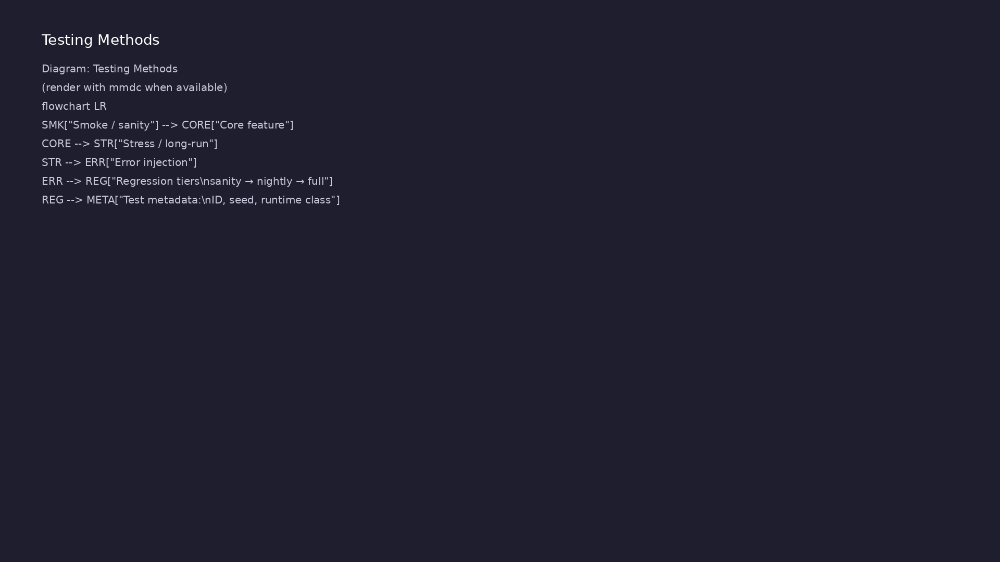 Testing Methods
Diagram: Testing Methods
(render with mmdc when available)
flowchart LR
SMK["Smoke / sanity"] --> CORE["Core feature"]
CORE --> STR["Stress / long-run"]
STR --> ERR["Error injection"]
ERR --> REG["Regression tiers\nsanity → nightly → full"]
REG --> META["Test metadata:\nID, seed, runtime class"]